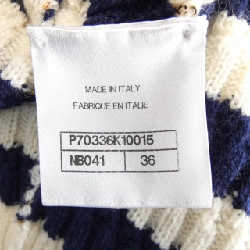 MADE IN ITALY
FABRIQUE EN ITALIE
P70336K10015
NB041 36